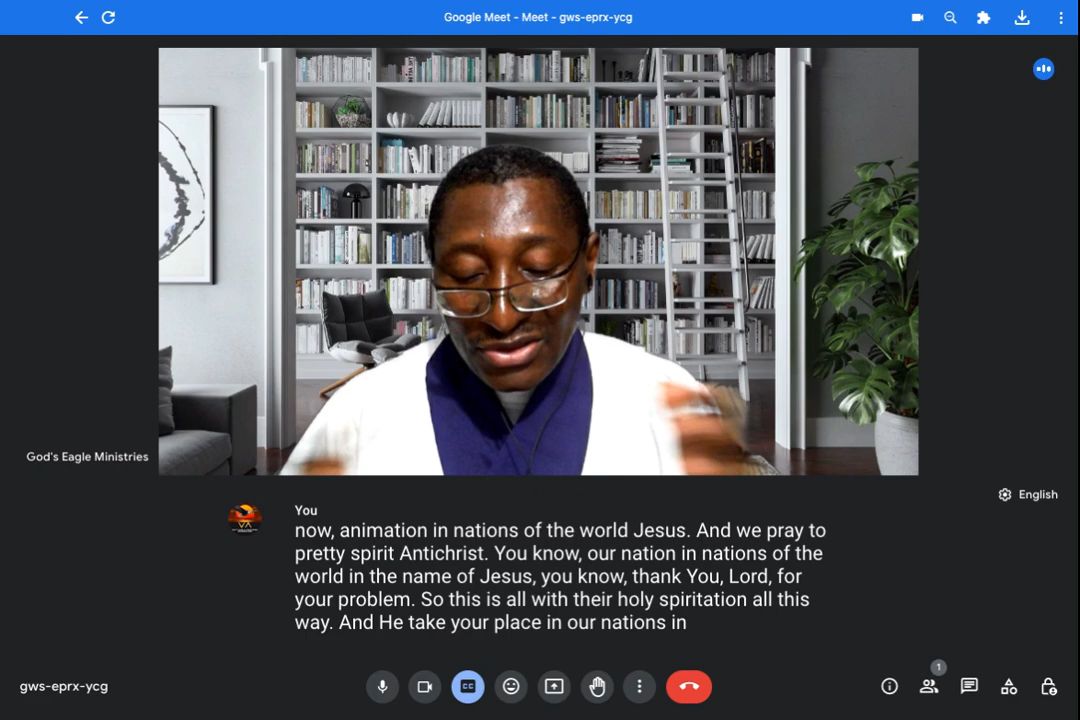 Google Meet - Meet - gws-eprx-ycg
God's Eagle Ministries
English
You
now, animation in nations of the world Jesus. And we pray to
pretty spirit Antichrist. You know, our nation in nations of the
world in the name of Jesus, you know, thank You, Lord, for
your problem. So this is all with their holy spiritation all this
way. And He take your place in our nations in
1
gws-eprx-ycg
CC